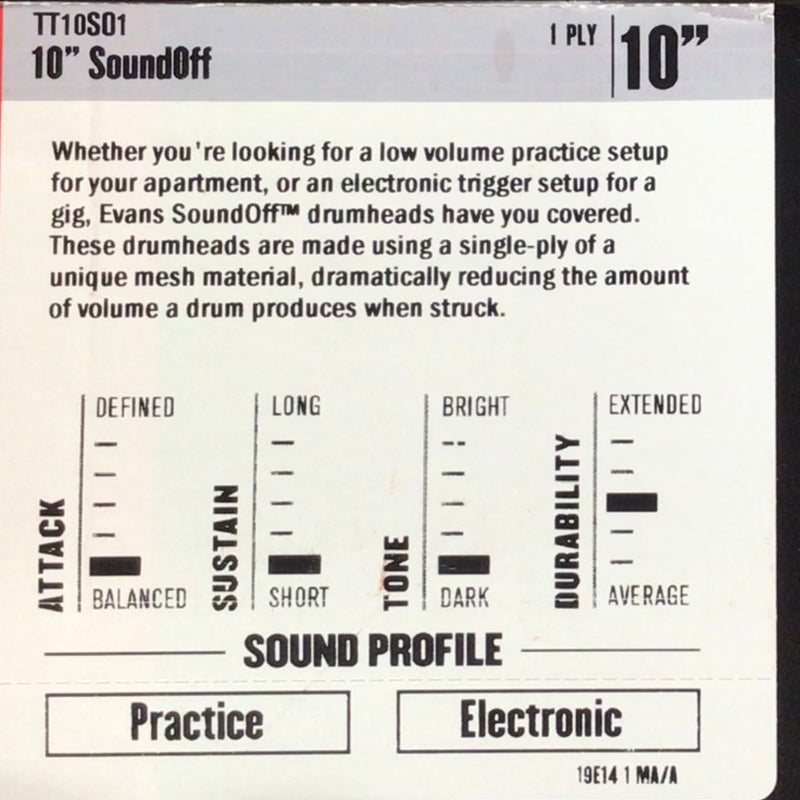 TT10S01
10” SoundOff
1 PLY
10”
Whether you're looking for a low volume practice setup
for your apartment, or an electronic trigger setup for a
gig, Evans SoundOff™ drumheads have you covered.
These drumheads are made using a single-ply of a
unique mesh material, dramatically reducing the amount
of volume a drum produces when struck.
ATTACK
DEFINED
BALANCED
SUSTAIN
LONG
SHORT
TONE
BRIGHT
DARK
DURABILITY
EXTENDED
AVERAGE
SOUND PROFILE
Practice
Electronic
19E14 1 MA/A